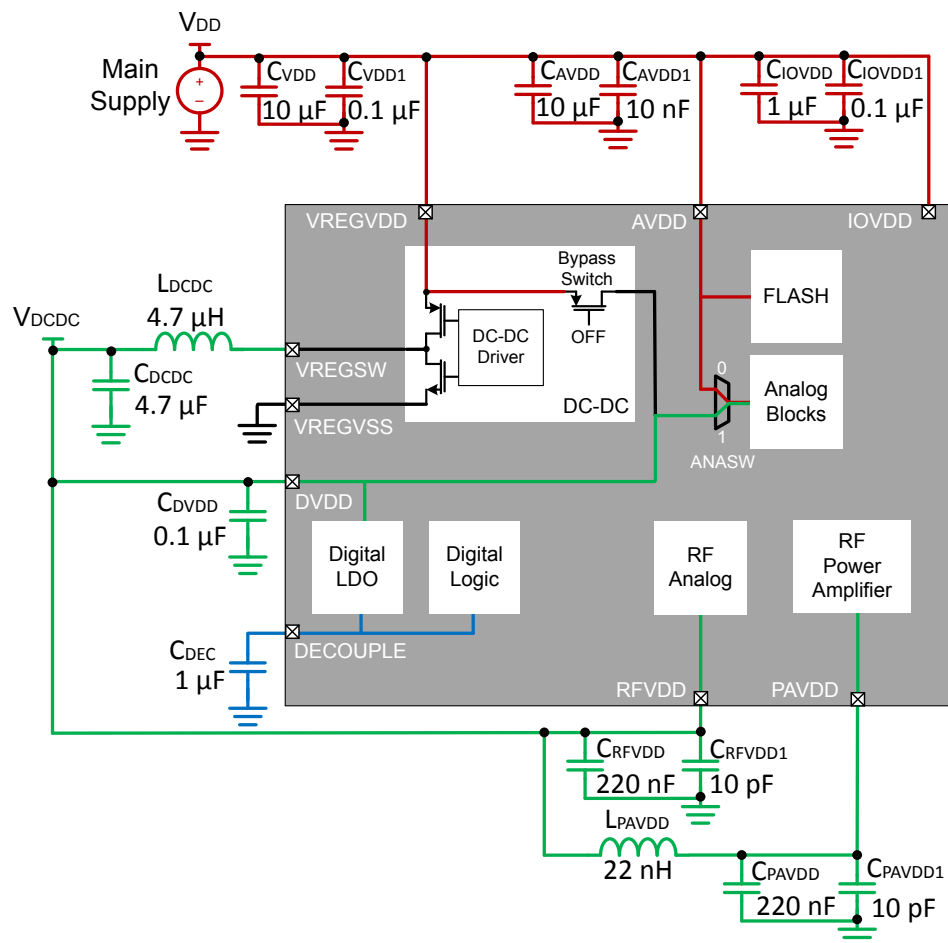 VDD
Main
Supply
+
–
CVDD
10 µF
CVDD1
0.1 µF
CAVDD
10 µF
CAVDD1
10 nF
CIOVDD
1 µF
CIOVDD1
0.1 µF
VREGVDD
AVDD
IOVDD
Bypass
Switch
OFF
DC-DC
Driver
DC-DC
FLASH
0
1
ANASW
Analog
Blocks
LDCDC
4.7 µH
VDCDC
CDCDC
4.7 µF
VREGSW
VREGVSS
DVDD
CDVDD
0.1 µF
Digital
LDO
Digital
Logic
RF
Analog
RF
Power
Amplifier
DECOUPLE
CDEC
1 µF
RFVDD
PAVDD
CRFVDD
220 nF
CRFVDD1
10 pF
LPAVDD
22 nH
CPAVDD
220 nF
CPAVDD1
10 pF